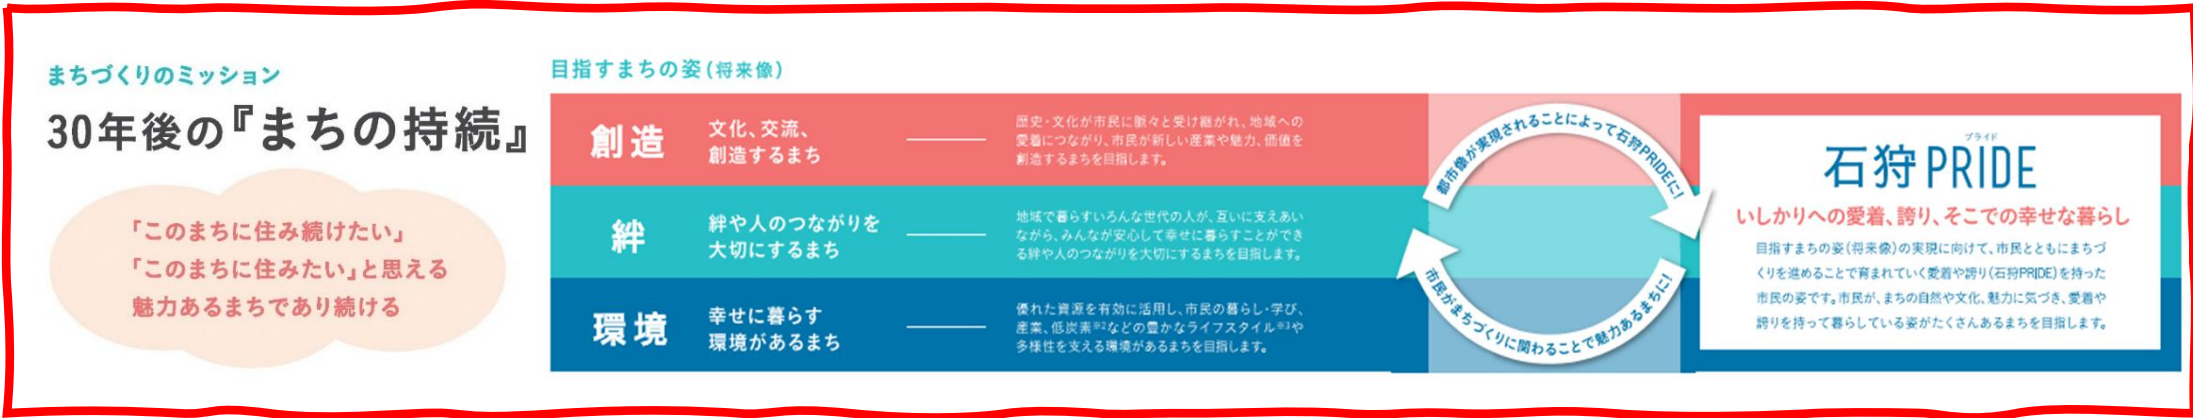 まちづくりのミッション
30年後の『まちの持続』
「このまちに住み続けたい」
「このまちに住みたい」と思える
魅力あるまちであり続ける
目指すまちの姿(将来像)
創造
文化、交流、
創造するまち
歴史・文化が市民に脈々と受け継がれ、地域への
愛着につながり、市民が新しい産業や魅力、価値を
創造するまちを目指します。
絆
絆や人のつながりを
大切にするまち
地域で暮らすいろんな世代の人が、互いに支えあい
ながら、みんなが安心して幸せに暮らすことができ
る絆や人のつながりを大切にするまちを目指します。
環境
幸せに暮らす
環境があるまち
優れた資源を有効に活用し、市民の暮らし・学び、
産業、低炭素※2などの豊かなライフスタイル※3や
多様性を支える環境があるまちを目指します。
都市像が実現されることによって石狩PRIDEに!
市民がまちづくりに関わることで魅力あるまちに!
プライド
石狩PRIDE
いしかりへの愛着、誇り、そこでの幸せな暮らし
目指すまちの姿(将来像)の実現に向けて、市民とともにまちづ
くりを進めることで育まれていく愛着や誇り(石狩PRIDE)を持った
市民の姿です。市民が、まちの自然や文化、魅力に気づき、愛着や
誇りを持って暮らしている姿がたくさんあるまちを目指します。